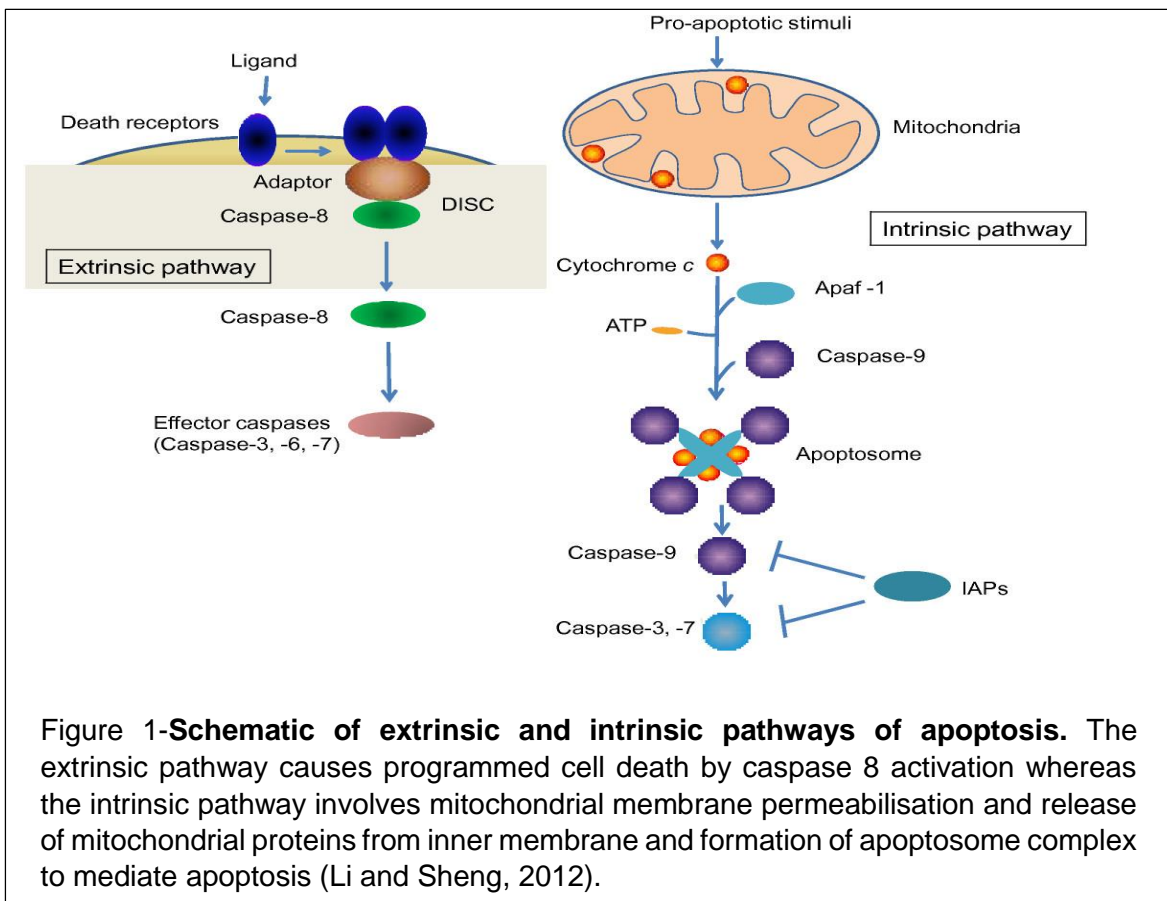 Pro-apoptotic stimuli
Ligand
Death receptors
Mitochondria
Adaptor
DISC
Caspase-8
Intrinsic pathway
Extrinsic pathway
Cytochrome c
Apaf -1
Caspase-8
ATP
Caspase-9
Effector caspases
(Caspase-3, -6, -7)
Apoptosome
Caspase-9
IAPs
Caspase-3, -7
Figure 1-Schematic of extrinsic and intrinsic pathways of apoptosis. The
extrinsic pathway causes programmed cell death by caspase 8 activation whereas
the intrinsic pathway involves mitochondrial membrane permeabilisation and release
of mitochondrial proteins from inner membrane and formation of apoptosome complex
to mediate apoptosis (Li and Sheng, 2012).